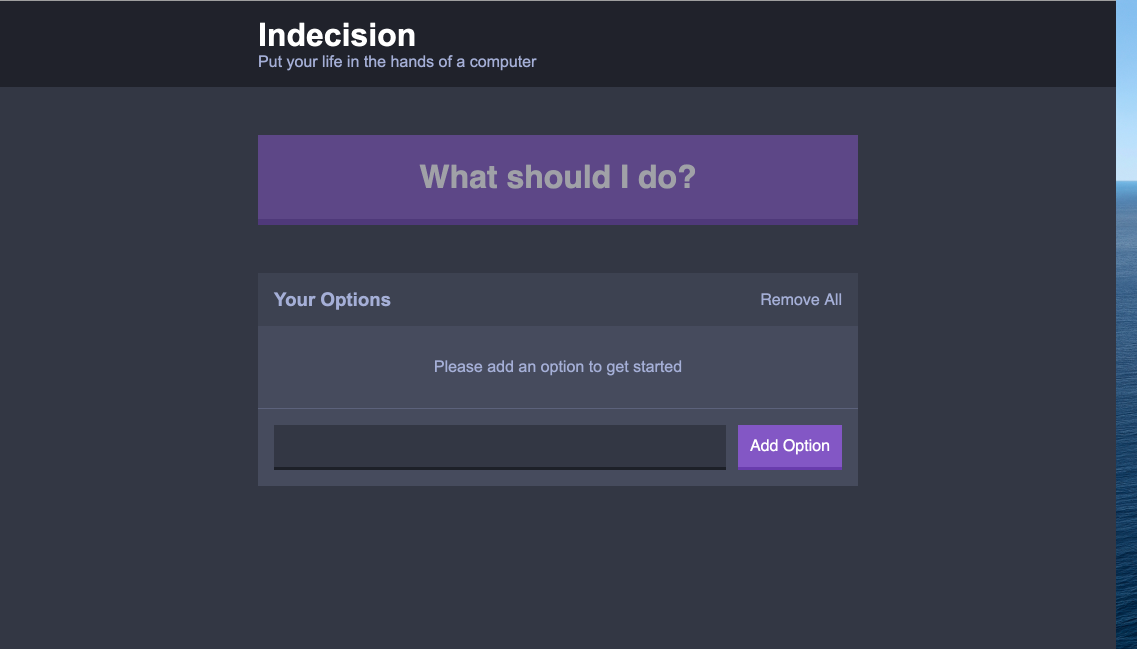 Indecision
Put your life in the hands of a computer
What should I do?
Your Options
Remove All
Please add an option to get started
Add Option